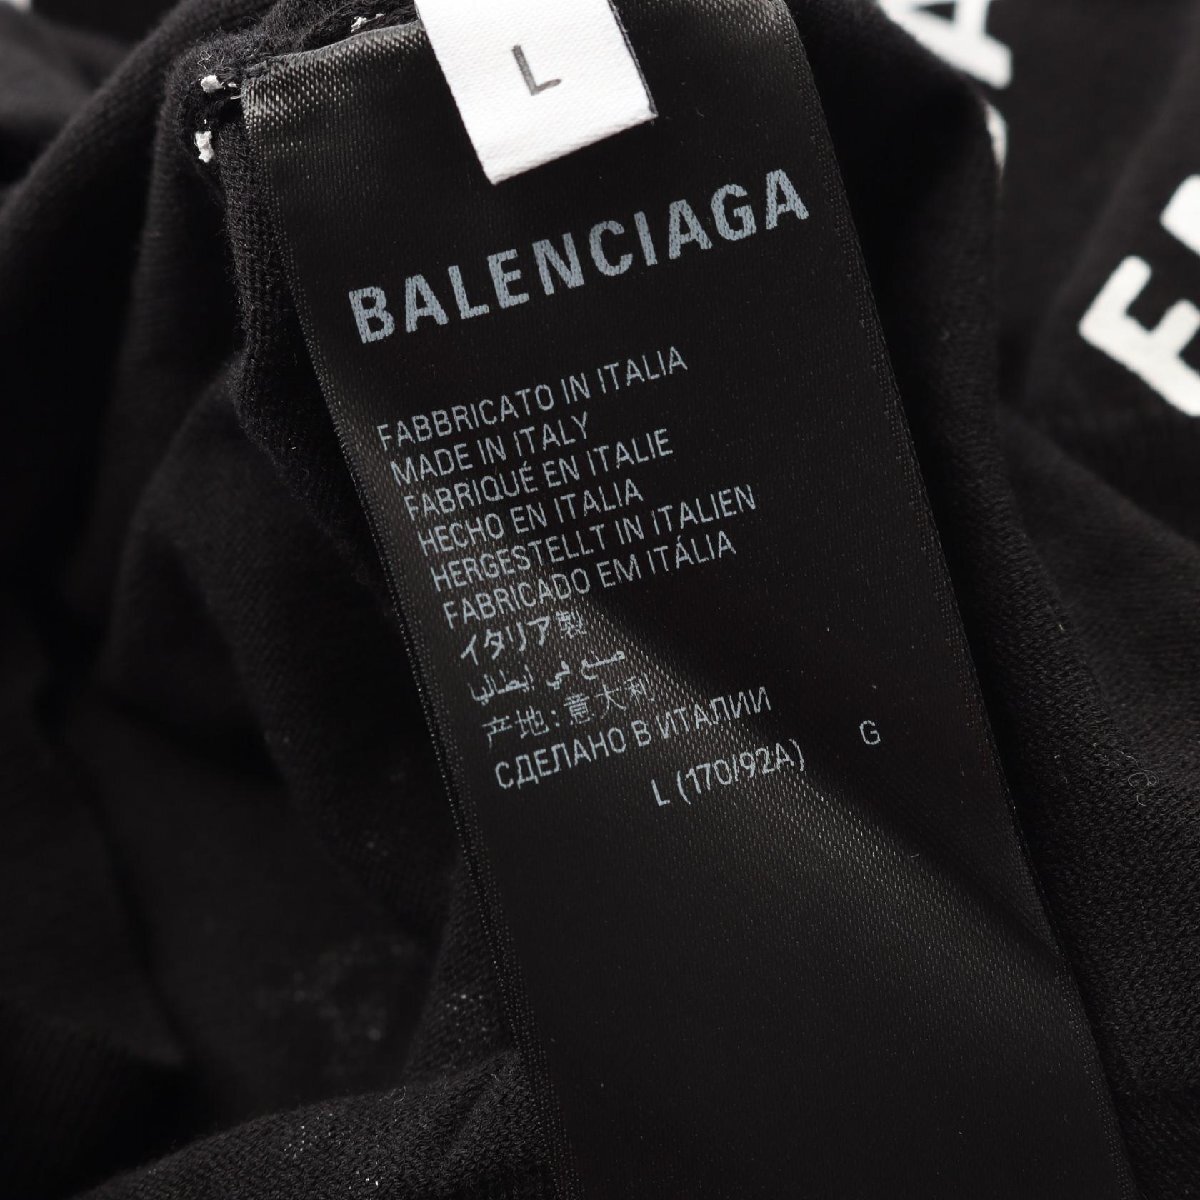 L
BALENCIAGA
FABBRICATO IN ITALIA
MADE IN ITALY
FABRIQUÉ EN ITALIE
HECHO EN ITALIA
HERGESTELLT IN ITALIEN
FABRICADO EM ITÁLIA
イタリア製
صنع في إيطاليا
产地:意大利
СДЕЛАНО В ИТАЛИИ
L (170/92A) G